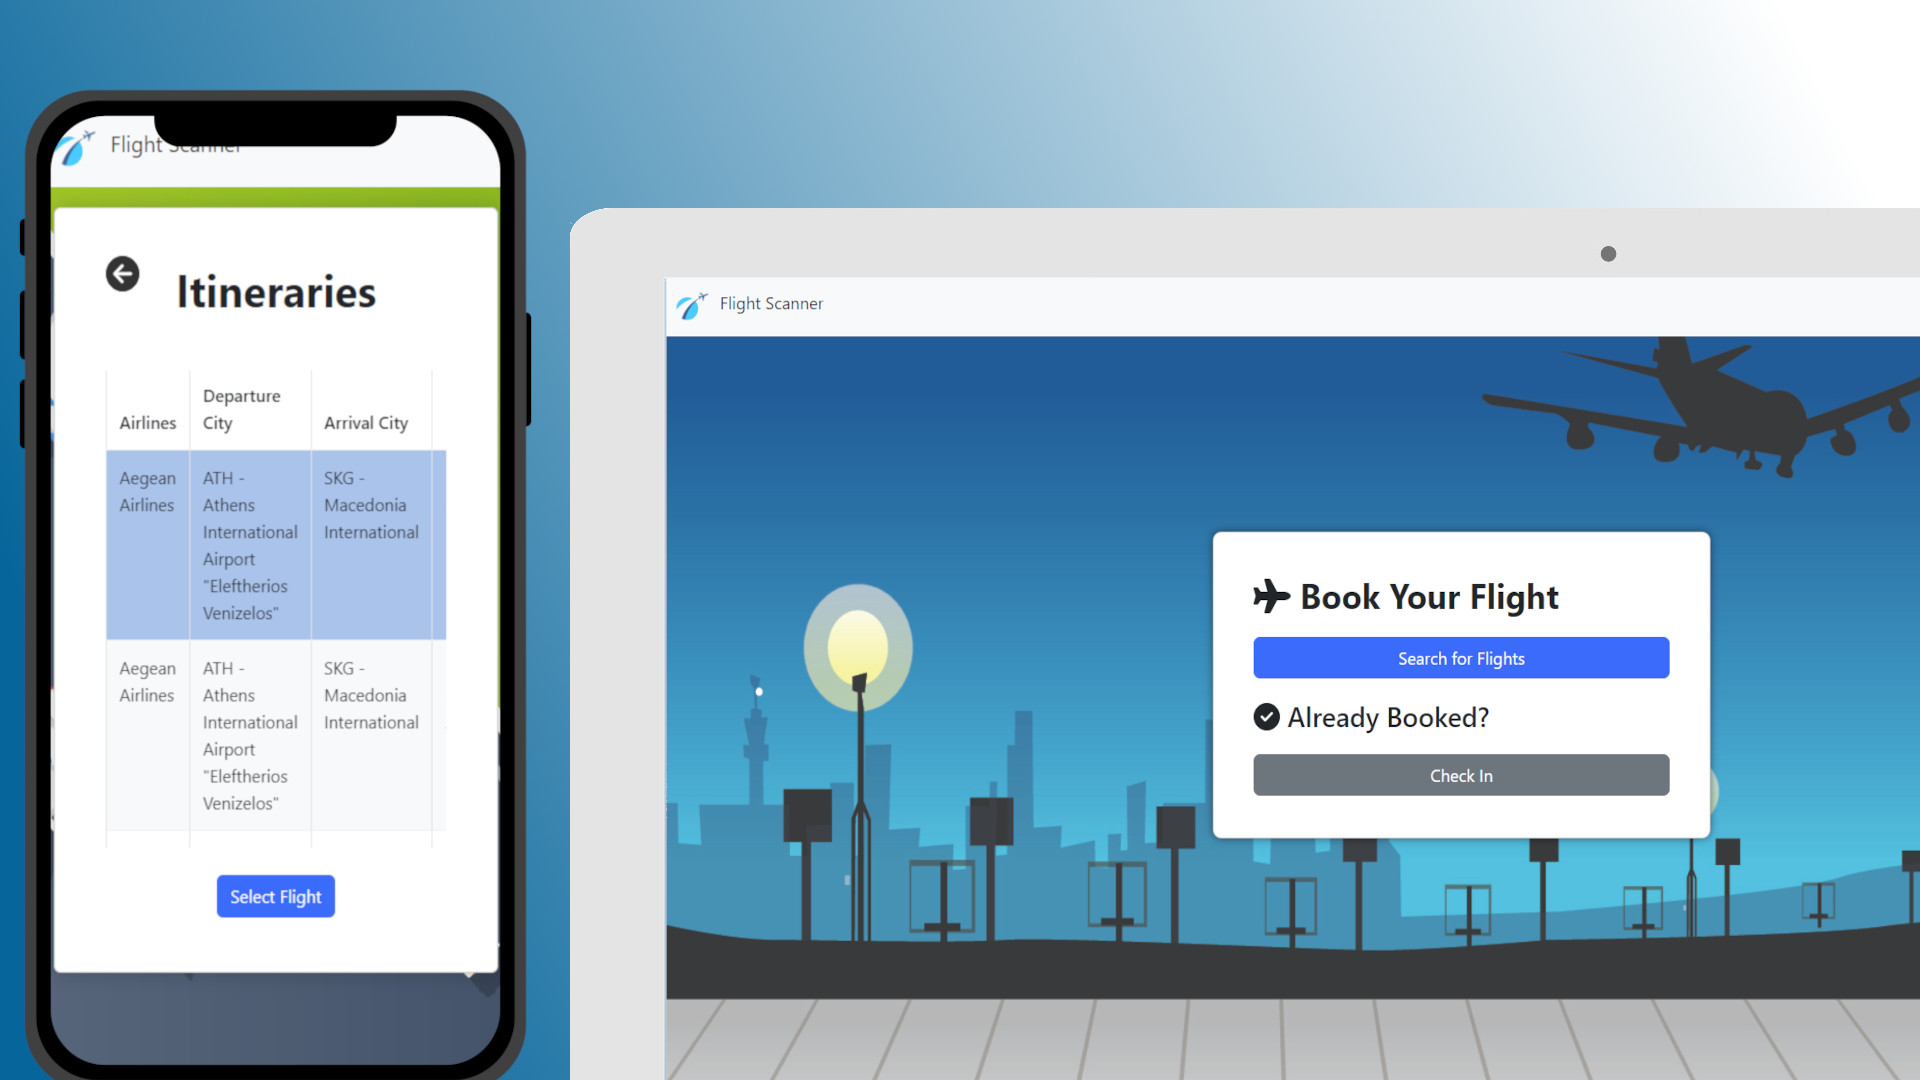 Flight Scanner
Itineraries
Airlines
Departure
City
Arrival City
Aegean
Airlines
ATH -
Athens
International
Airport
"Eleftherios
Venizelos"
SKG -
Macedonia
International
Aegean
Airlines
ATH -
Athens
International
Airport
"Eleftherios
Venizelos"
SKG -
Macedonia
International
Select Flight
Flight Scanner
Book Your Flight
Search for Flights
Already Booked?
Check In